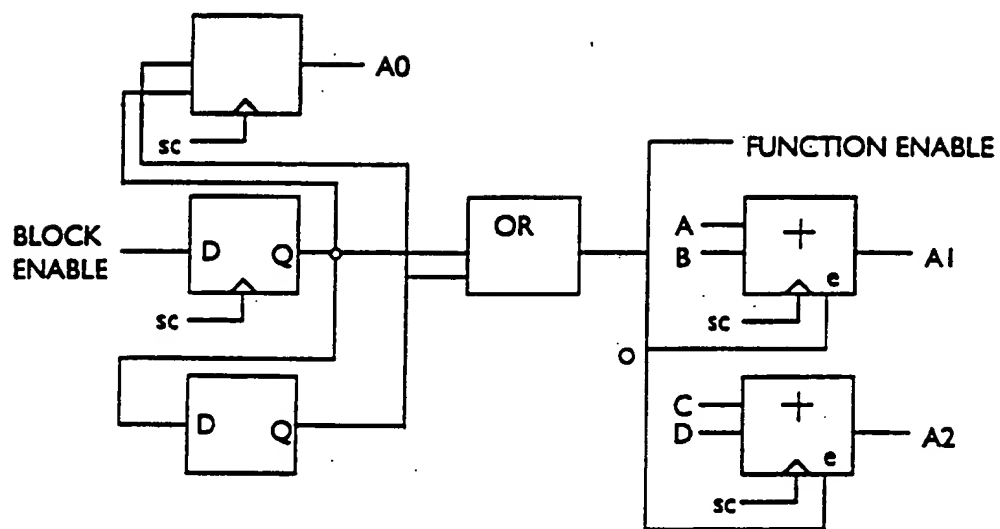 A0
sc
FUNCTION ENABLE
BLOCK
ENABLE
D
Q
sc
OR
A
B
+
e
A1
sc
D
Q
C
D
+
e
A2
sc